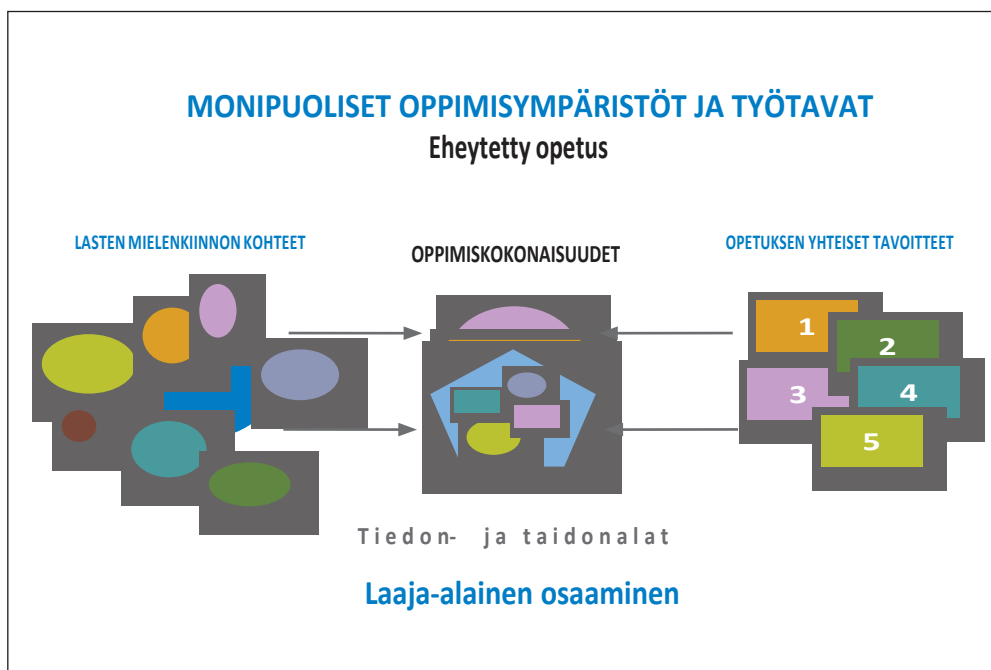 MONIPUOLISET OPPIMISYMPÄRISTÖT JA TYÖTAVAT
Eheytetty opetus
LASTEN MIELENKIINNON KOHTEET
OPPIMISKOKONAISUUDET
OPETUKSEN YHTEISET TAVOITTEET
1
2
3
4
5
Tiedon- ja taidonalat
Laaja-alainen osaaminen